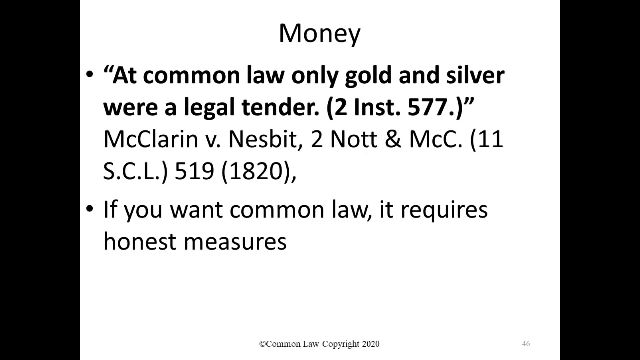 Money
• “At common law only gold and silver
were a legal tender. (2 Inst. 577.)”
McClarin v. Nesbit, 2 Nott & McC. (11
S.C.L.) 519 (1820),
• If you want common law, it requires
honest measures
©Common Law Copyright 2020
46